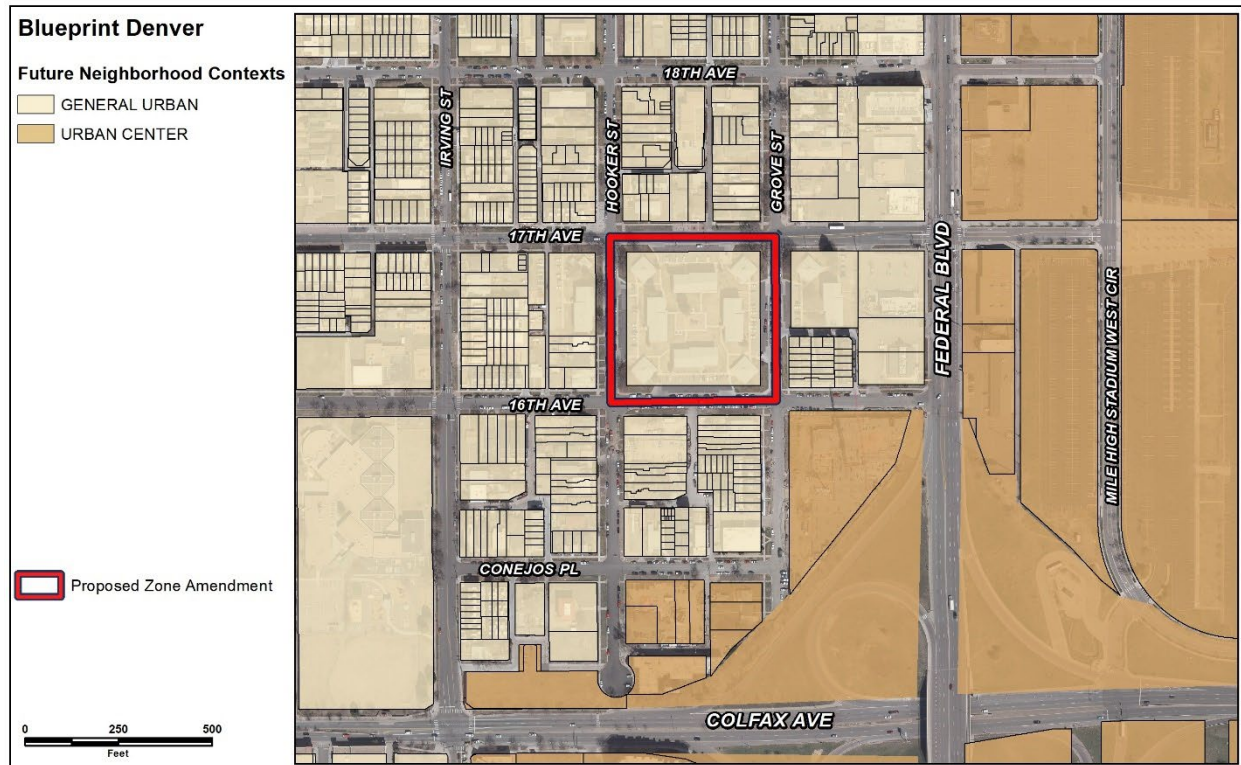 Blueprint Denver
Future Neighborhood Contexts
GENERAL URBAN
URBAN CENTER
Proposed Zone Amendment
0 250 500
Feet
18TH AVE
IRVING ST
HOOKER ST
GROVE ST
17TH AVE
FEDERAL BLVD
MILE HIGH STADIUM WEST CIR
16TH AVE
CONEJOS PL
COLFAX AVE